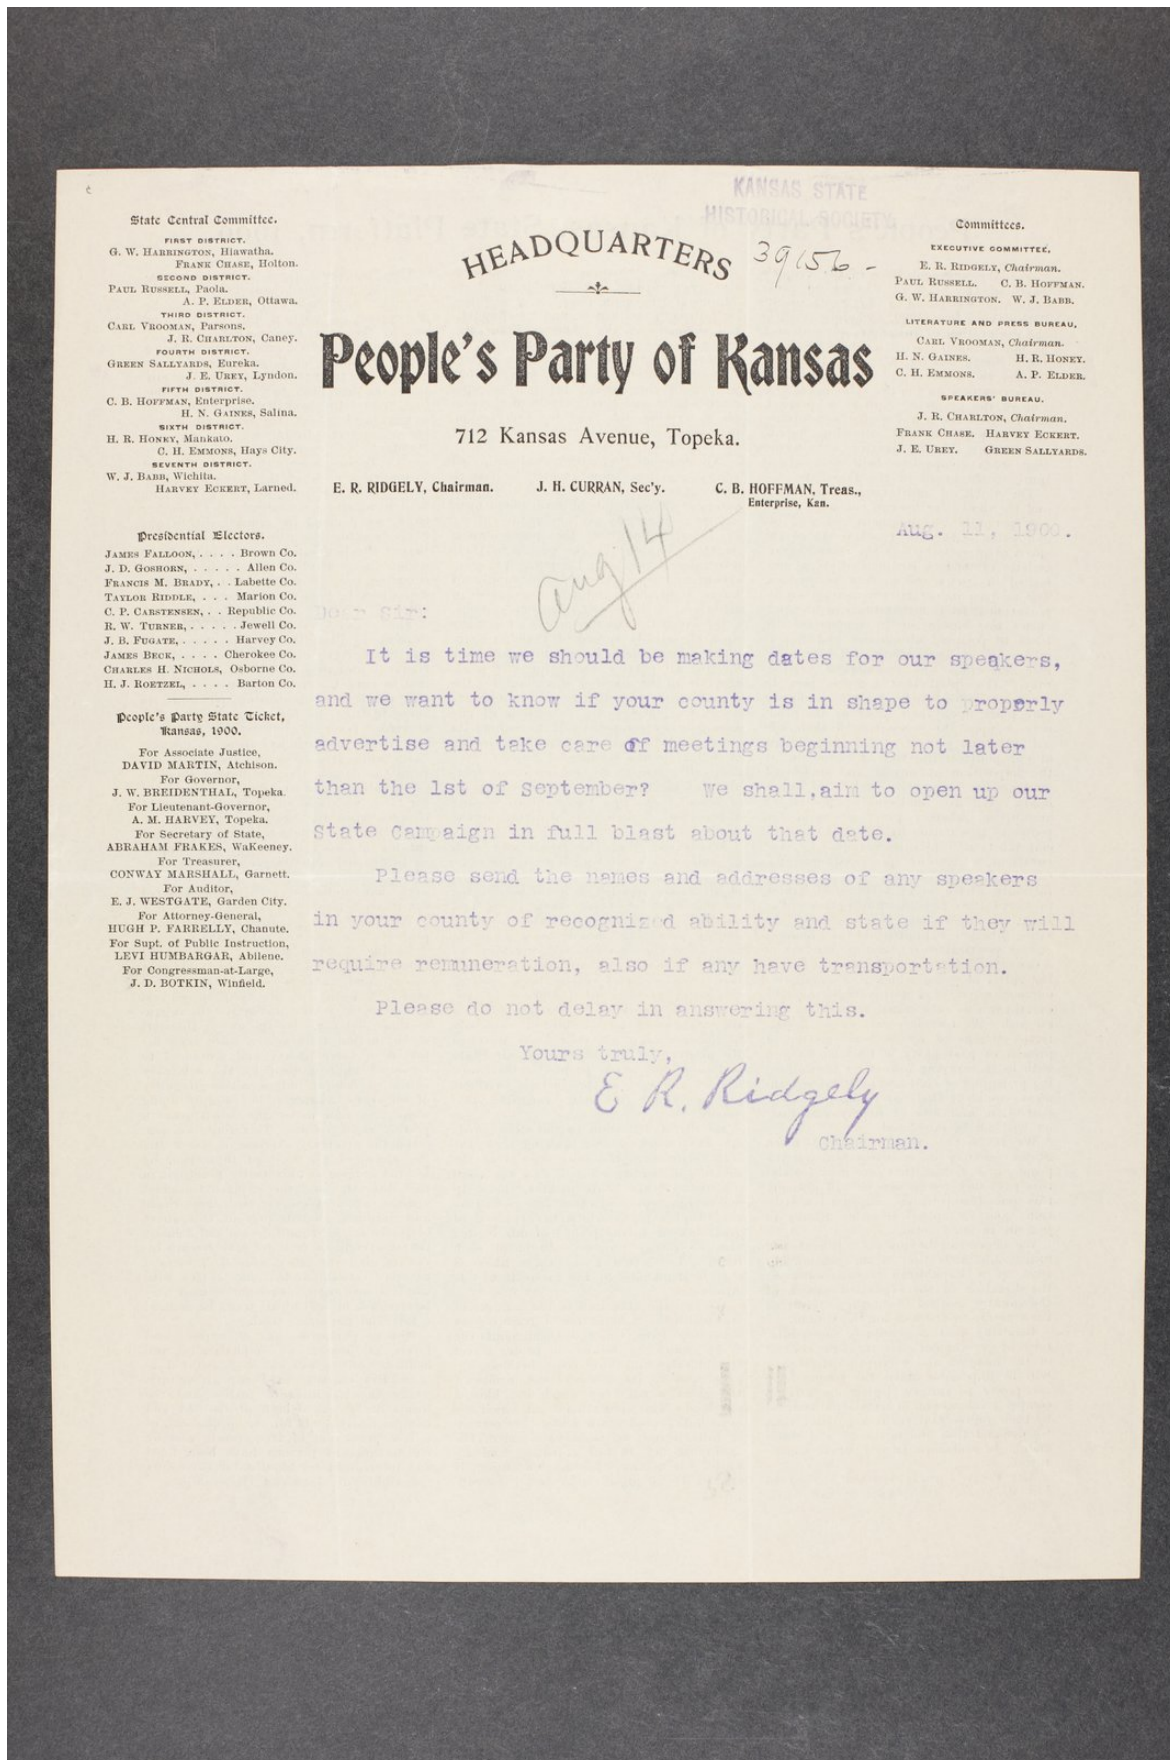 KANSAS STATE
HISTORICAL SOCIETY
39156 -
HEADQUARTERS
People's Party of Kansas
712 Kansas Avenue, Topeka.
E. R. RIDGELY, Chairman. J. H. CURRAN, Sec'y. C. B. HOFFMAN, Treas.,
Enterprise, Kan.
State Central Committee.
FIRST DISTRICT.
G. W. HARRINGTON, Hiawatha.
FRANK CHASE, Holton.
SECOND DISTRICT.
PAUL RUSSELL, Paola.
A. P. ELDER, Ottawa.
THIRD DISTRICT.
CARL VROOMAN, Parsons.
J. R. CHARLTON, Caney.
FOURTH DISTRICT.
GREEN SALLYARDS, Eureka.
J. E. UREY, Lyndon.
FIFTH DISTRICT.
C. B. HOFFMAN, Enterprise.
H. N. GAINES, Salina.
SIXTH DISTRICT.
H. R. HONEY, Mankato.
C. H. EMMONS, Hays City.
SEVENTH DISTRICT.
W. J. BABB, Wichita.
HARVEY ECKERT, Larned.
Presidential Electors.
JAMES FALLOON, . . . . Brown Co.
J. D. GOSHORN, . . . . . Allen Co.
FRANCIS M. BRADY, . . Labette Co.
TAYLOR RIDDLE, . . . Marion Co.
C. P. CARSTENSEN, . . Republic Co.
R. W. TURNER, . . . . . Jewell Co.
J. B. FUGATE, . . . . . Harvey Co.
JAMES BECK, . . . . Cherokee Co.
CHARLES H. NICHOLS, Osborne Co.
H. J. ROETZEL, . . . . Barton Co.
People's Party State Ticket,
Kansas, 1900.
For Associate Justice,
DAVID MARTIN, Atchison.
For Governor,
J. W. BREIDENTHAL, Topeka.
For Lieutenant-Governor,
A. M. HARVEY, Topeka.
For Secretary of State,
ABRAHAM FRAKES, WaKeeney.
For Treasurer,
CONWAY MARSHALL, Garnett.
For Auditor,
E. J. WESTGATE, Garden City.
For Attorney-General,
HUGH P. FARRELLY, Chanute.
For Supt. of Public Instruction,
LEVI HUMBARGAR, Abilene.
For Congressman-at-Large,
J. D. BOTKIN, Winfield.
Committees.
EXECUTIVE COMMITTEE.
E. R. RIDGELY, Chairman.
PAUL RUSSELL. C. B. HOFFMAN.
G. W. HARRINGTON. W. J. BABB.
LITERATURE AND PRESS BUREAU,
CARL VROOMAN, Chairman.
H. N. GAINES. H. R. HONEY.
C. H. EMMONS. A. P. ELDER.
SPEAKERS' BUREAU.
J. R. CHARLTON, Chairman.
FRANK CHASE. HARVEY ECKERT.
J. E. UREY. GREEN SALLYARDS.
Aug. 11, 1900.
Aug 14
Dear Sir:
It is time we should be making dates for our speakers,
and we want to know if your county is in shape to properly
advertise and take care of meetings beginning not later
than the 1st of September? We shall,aim to open up our
State Campaign in full blast about that date.
Please send the names and addresses of any speakers
in your county of recognized ability and state if they will
require remuneration, also if any have transportation.
Please do not delay in answering this.
Yours truly,
E R. Ridgely
Chairman.